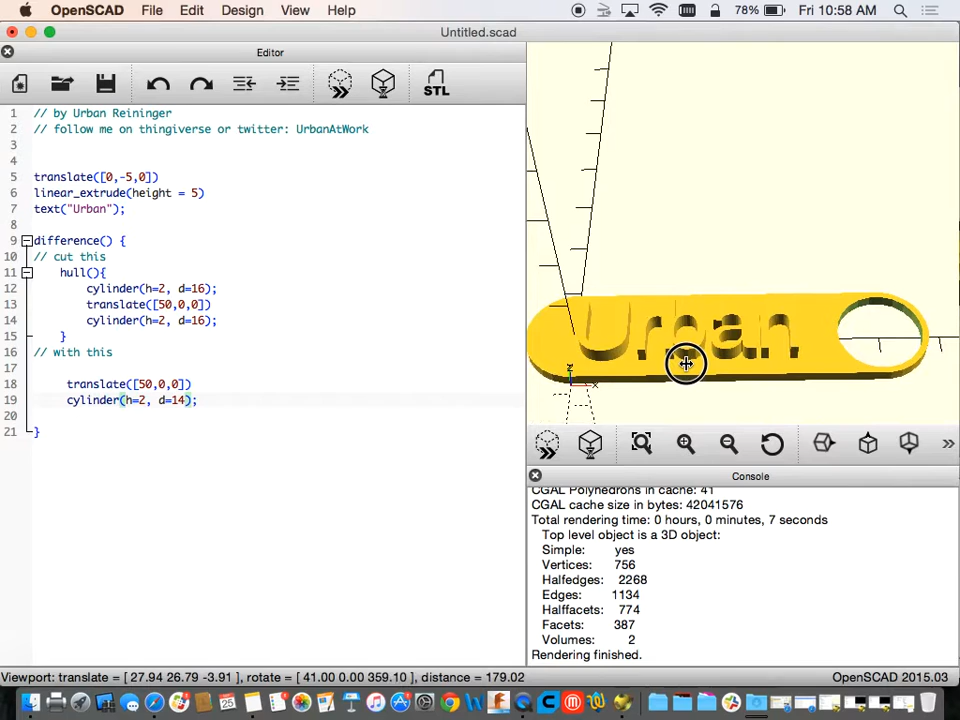 OpenSCAD File Edit Design View Help 78% Fri 10:58 AM
Untitled.scad
Editor
STL
1 // by Urban Reininger
2 // follow me on thingiverse or twitter: UrbanAtWork
3
4
5 translate([0,-5,0])
6 linear_extrude(height = 5)
7 text("Urban");
8
9 difference() {
10 // cut this
11 hull(){
12 cylinder(h=2, d=16);
13 translate([50,0,0])
14 cylinder(h=2, d=16);
15 }
16 // with this
17
18 translate([50,0,0])
19 cylinder(h=2, d=14);
20
21 }
Urban
Z
x
Console
CGAL Polyhedrons in cache: 41
CGAL cache size in bytes: 42041576
Total rendering time: 0 hours, 0 minutes, 7 seconds
Top level object is a 3D object:
Simple: yes
Vertices: 756
Halfedges: 2268
Edges: 1134
Halffacets: 774
Facets: 387
Volumes: 2
Rendering finished.
Viewport: translate = [ 27.94 26.79 -3.91 ], rotate = [ 41.00 0.00 359.10 ], distance = 179.02
OpenSCAD 2015.03